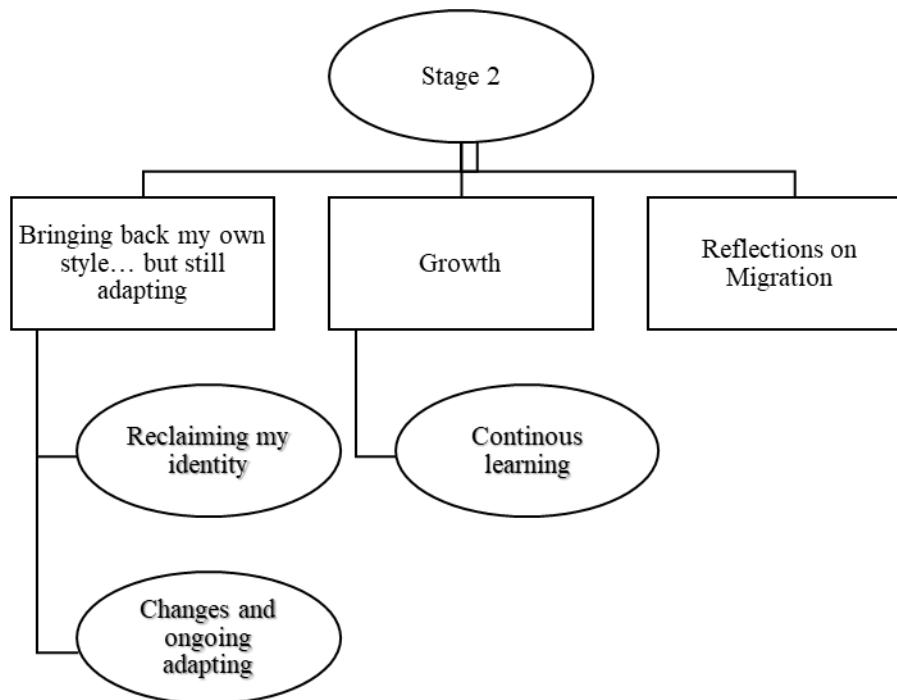 Stage 2
Bringing back my own
style… but still
adapting
Growth
Reflections on
Migration
Reclaiming my
identity
Continous
learning
Changes and
ongoing
adapting